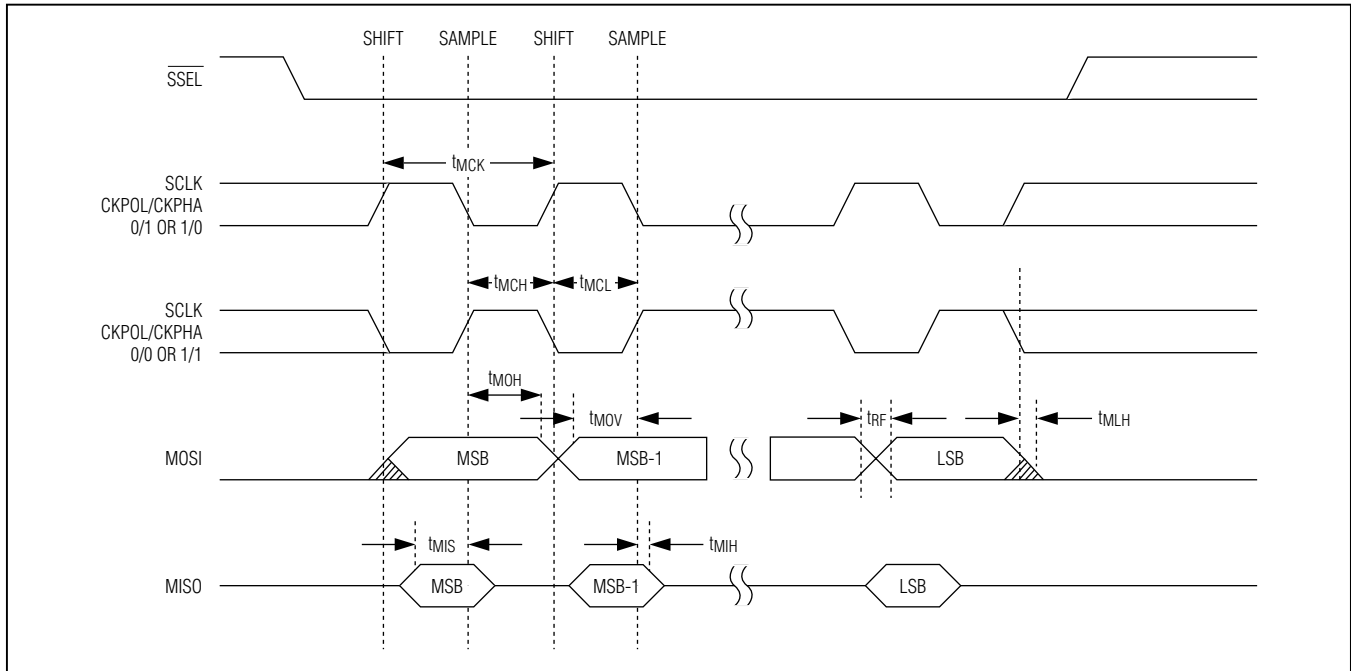 SHIFT SAMPLE SHIFT SAMPLE
SSEL
tMCK
SCLK
CKPOL/CKPHA
0/1 OR 1/0
tMCH tMCL
SCLK
CKPOL/CKPHA
0/0 OR 1/1
tMOH
tMOV tRF tMLH
MOSI MSB MSB-1 LSB
tMIS tMIH
MISO MSB MSB-1 LSB